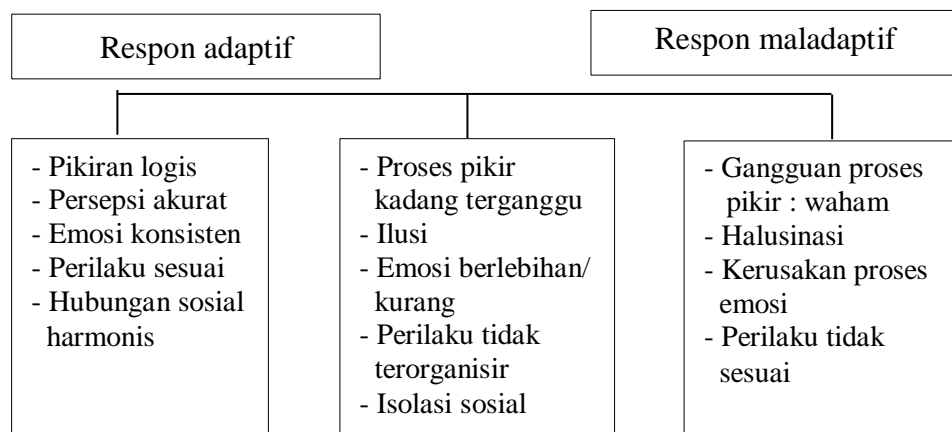 Respon adaptif
Respon maladaptif
- Pikiran logis
- Persepsi akurat
- Emosi konsisten
- Perilaku sesuai
- Hubungan sosial
harmonis
- Proses pikir
kadang terganggu
- Ilusi
- Emosi berlebihan/
kurang
- Perilaku tidak
terorganisir
- Isolasi sosial
- Gangguan proses
pikir : waham
- Halusinasi
- Kerusakan proses
emosi
- Perilaku tidak
sesuai